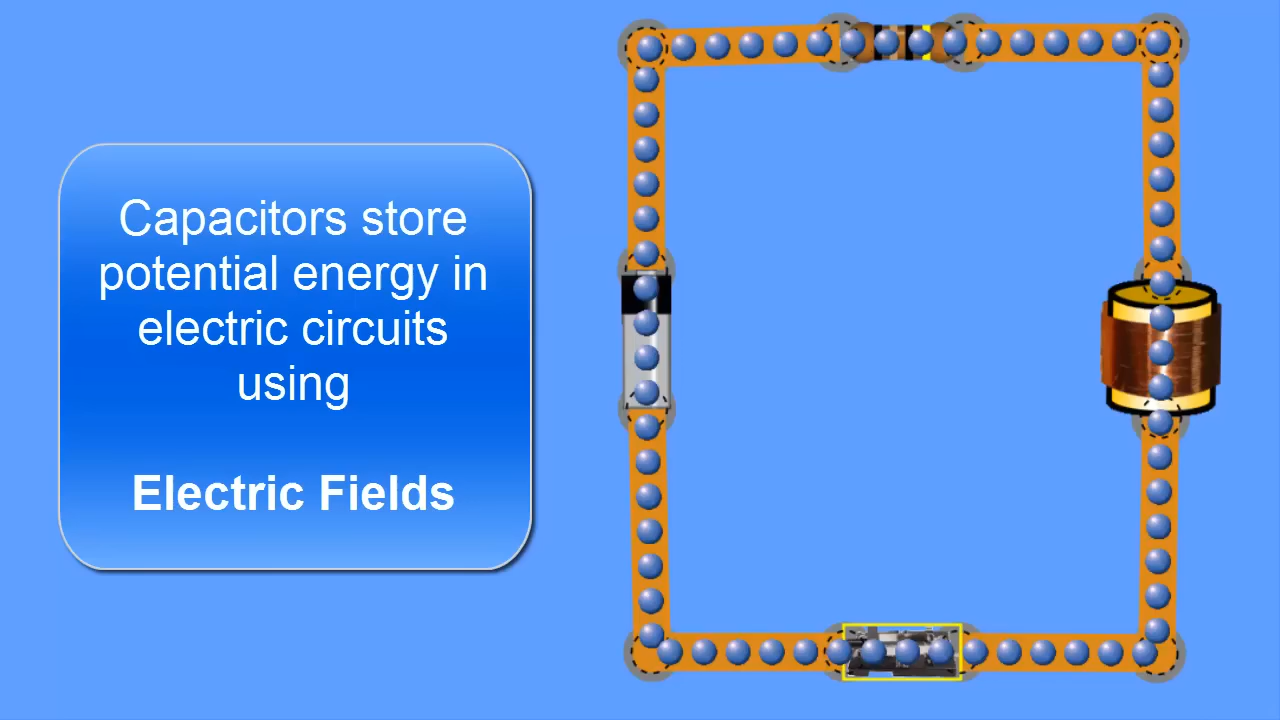 Capacitors store
potential energy in
electric circuits
using
Electric Fields